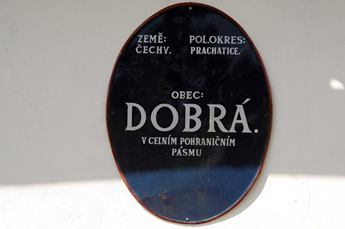 ZEMĚ: POLOKRES:
ČECHY. PRACHATICE.
OBEC:
DOBRÁ.
V CELNÍM POHRANIČNÍM
PÁSMU